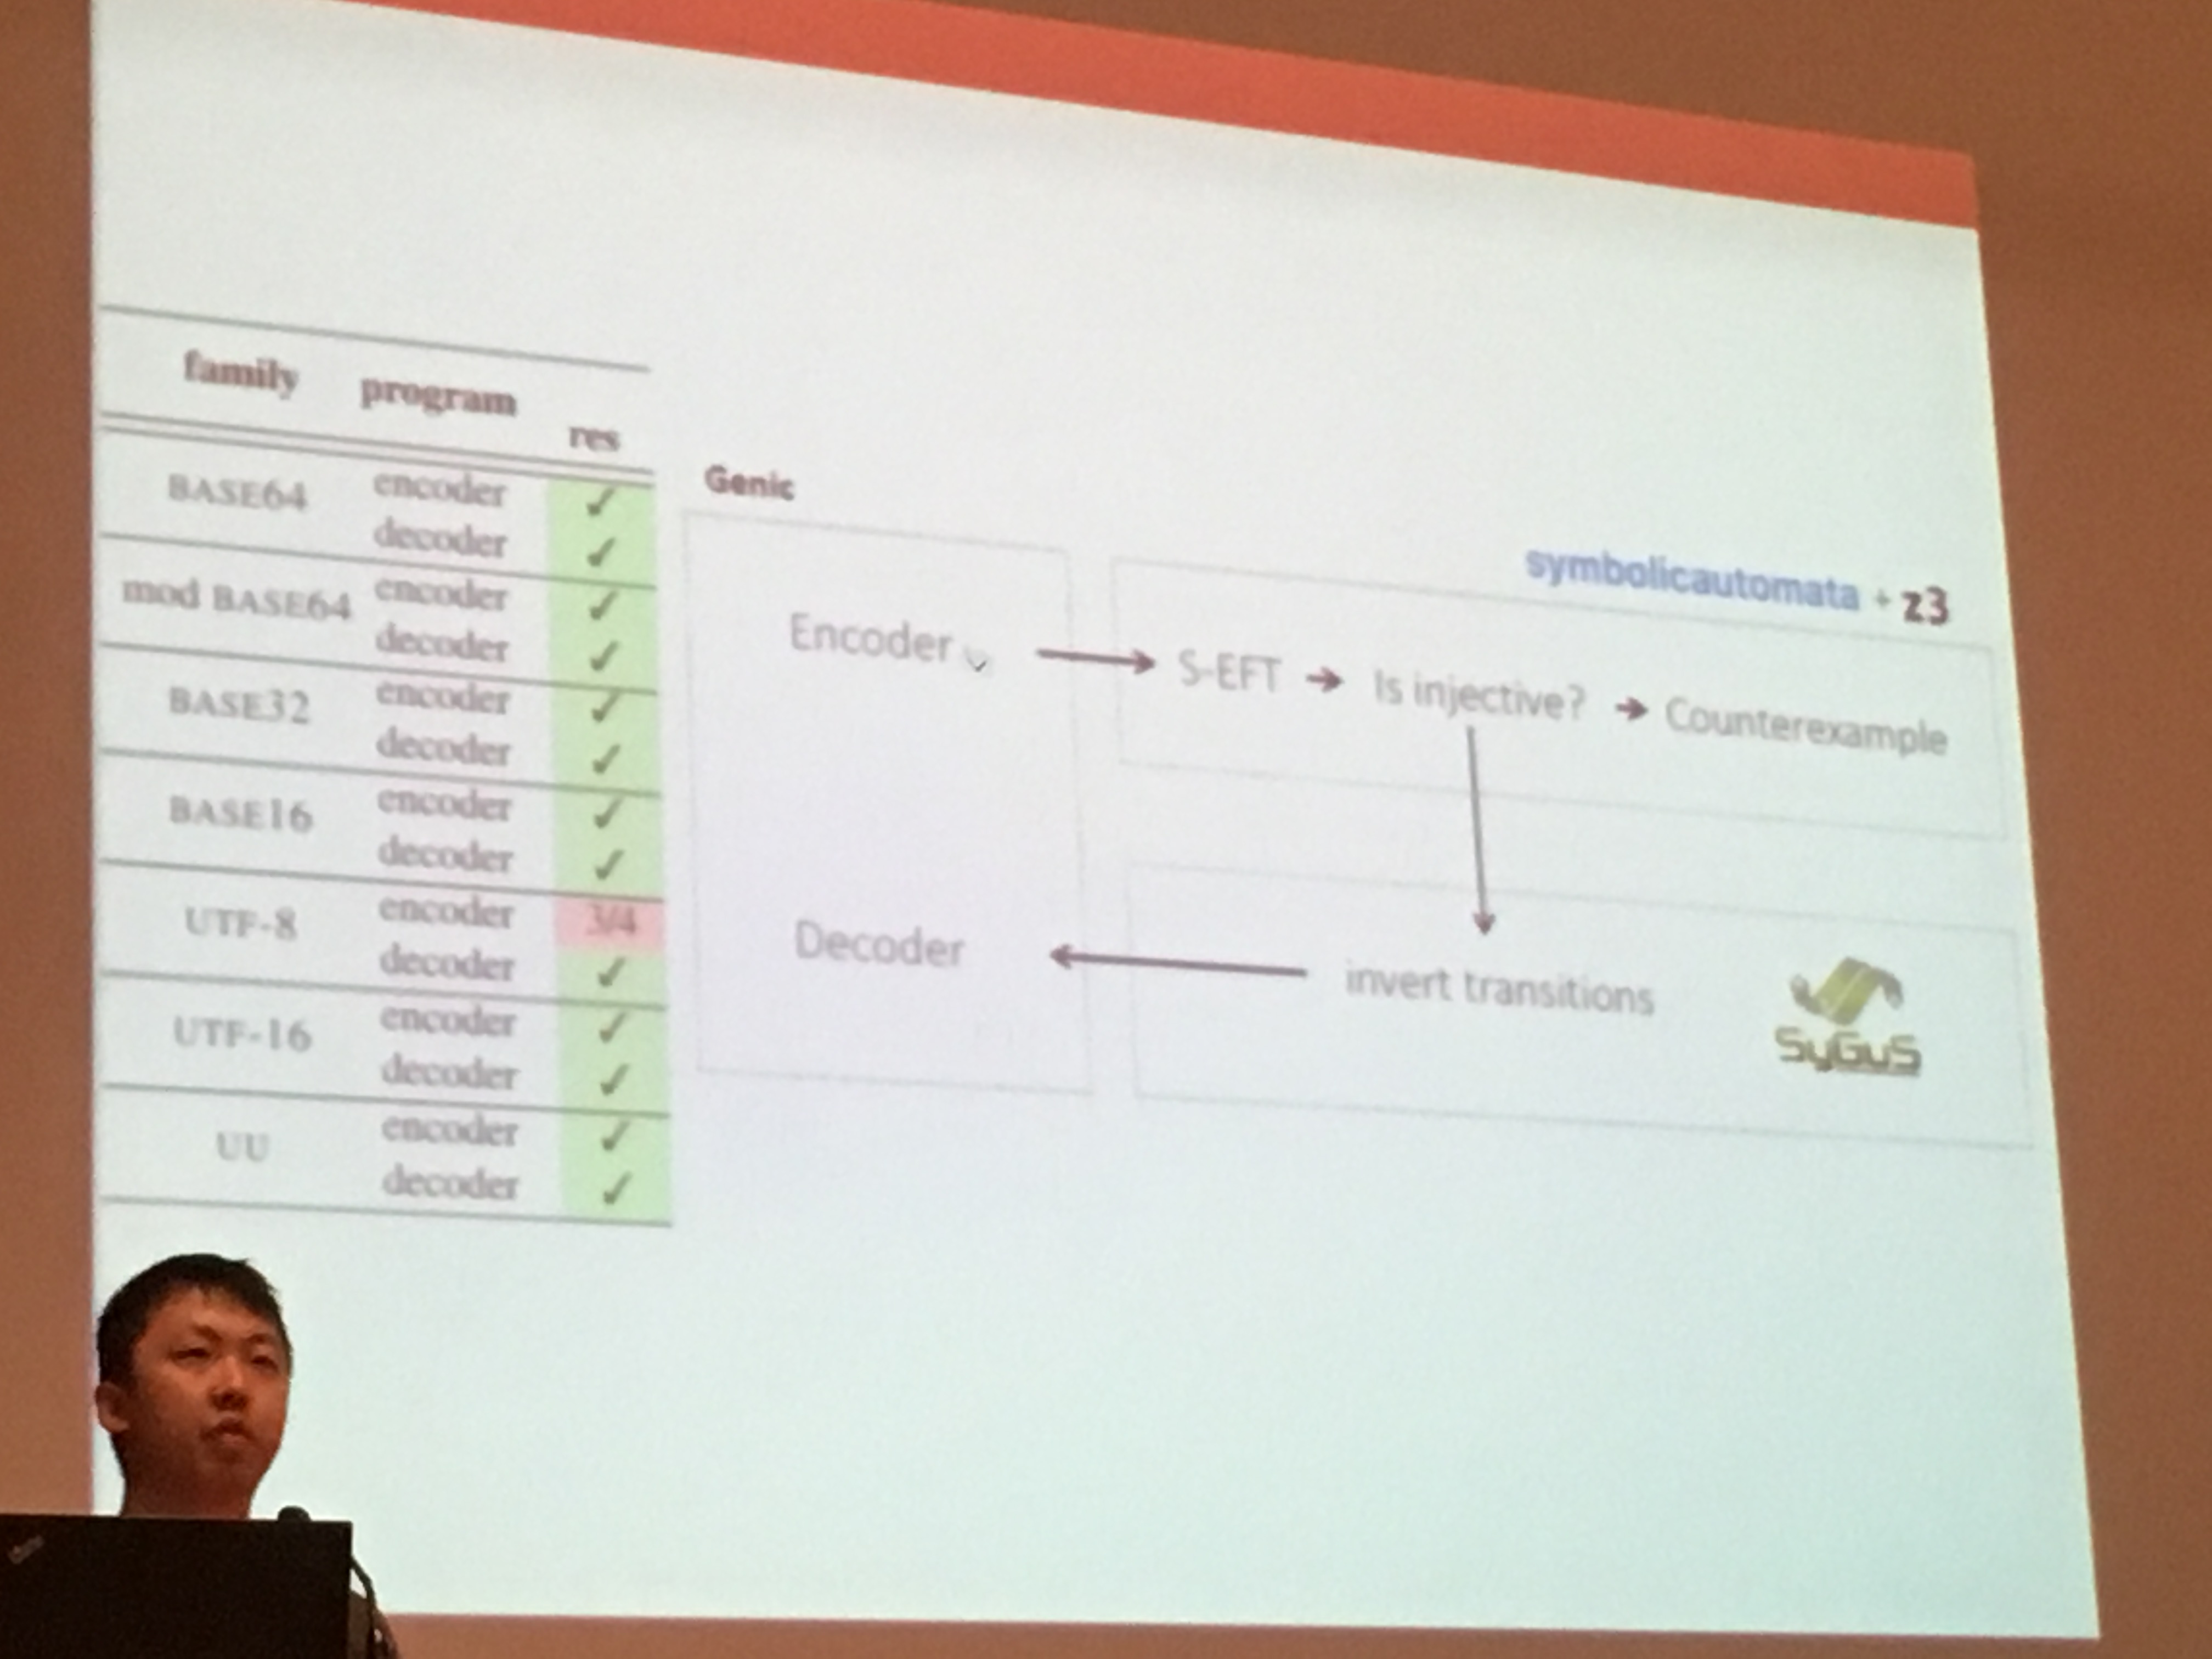 family program res
BASE64 encoder ✓
decoder ✓
mod BASE64 encoder ✓
decoder ✓
BASE32 encoder ✓
decoder ✓
BASE16 encoder ✓
decoder ✓
UTF-8 encoder 3/4
decoder ✓
UTF-16 encoder ✓
decoder ✓
UU encoder ✓
decoder ✓
Genic
symbolicautomata + z3
Encoder → S-EFT → Is injective? → Counterexample
Decoder ← invert transitions
SyGuS